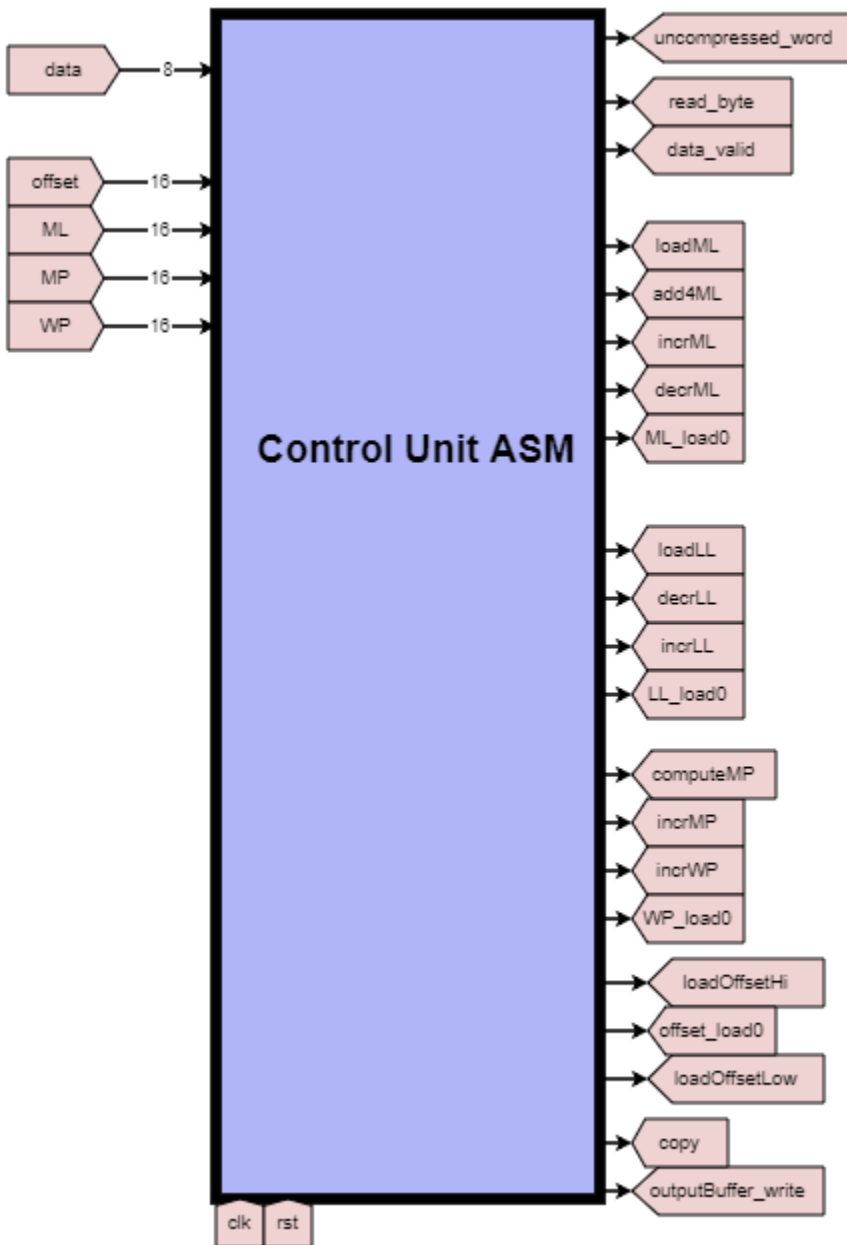 data
8
offset
16
ML
16
MP
16
WP
16
Control Unit ASM
uncompressed_word
read_byte
data_valid
loadML
add4ML
incrML
decrML
ML_load0
loadLL
decrLL
incrLL
LL_load0
computeMP
incrMP
incrWP
WP_load0
loadOffsetHi
offset_load0
loadOffsetLow
copy
outputBuffer_write
clk
rst